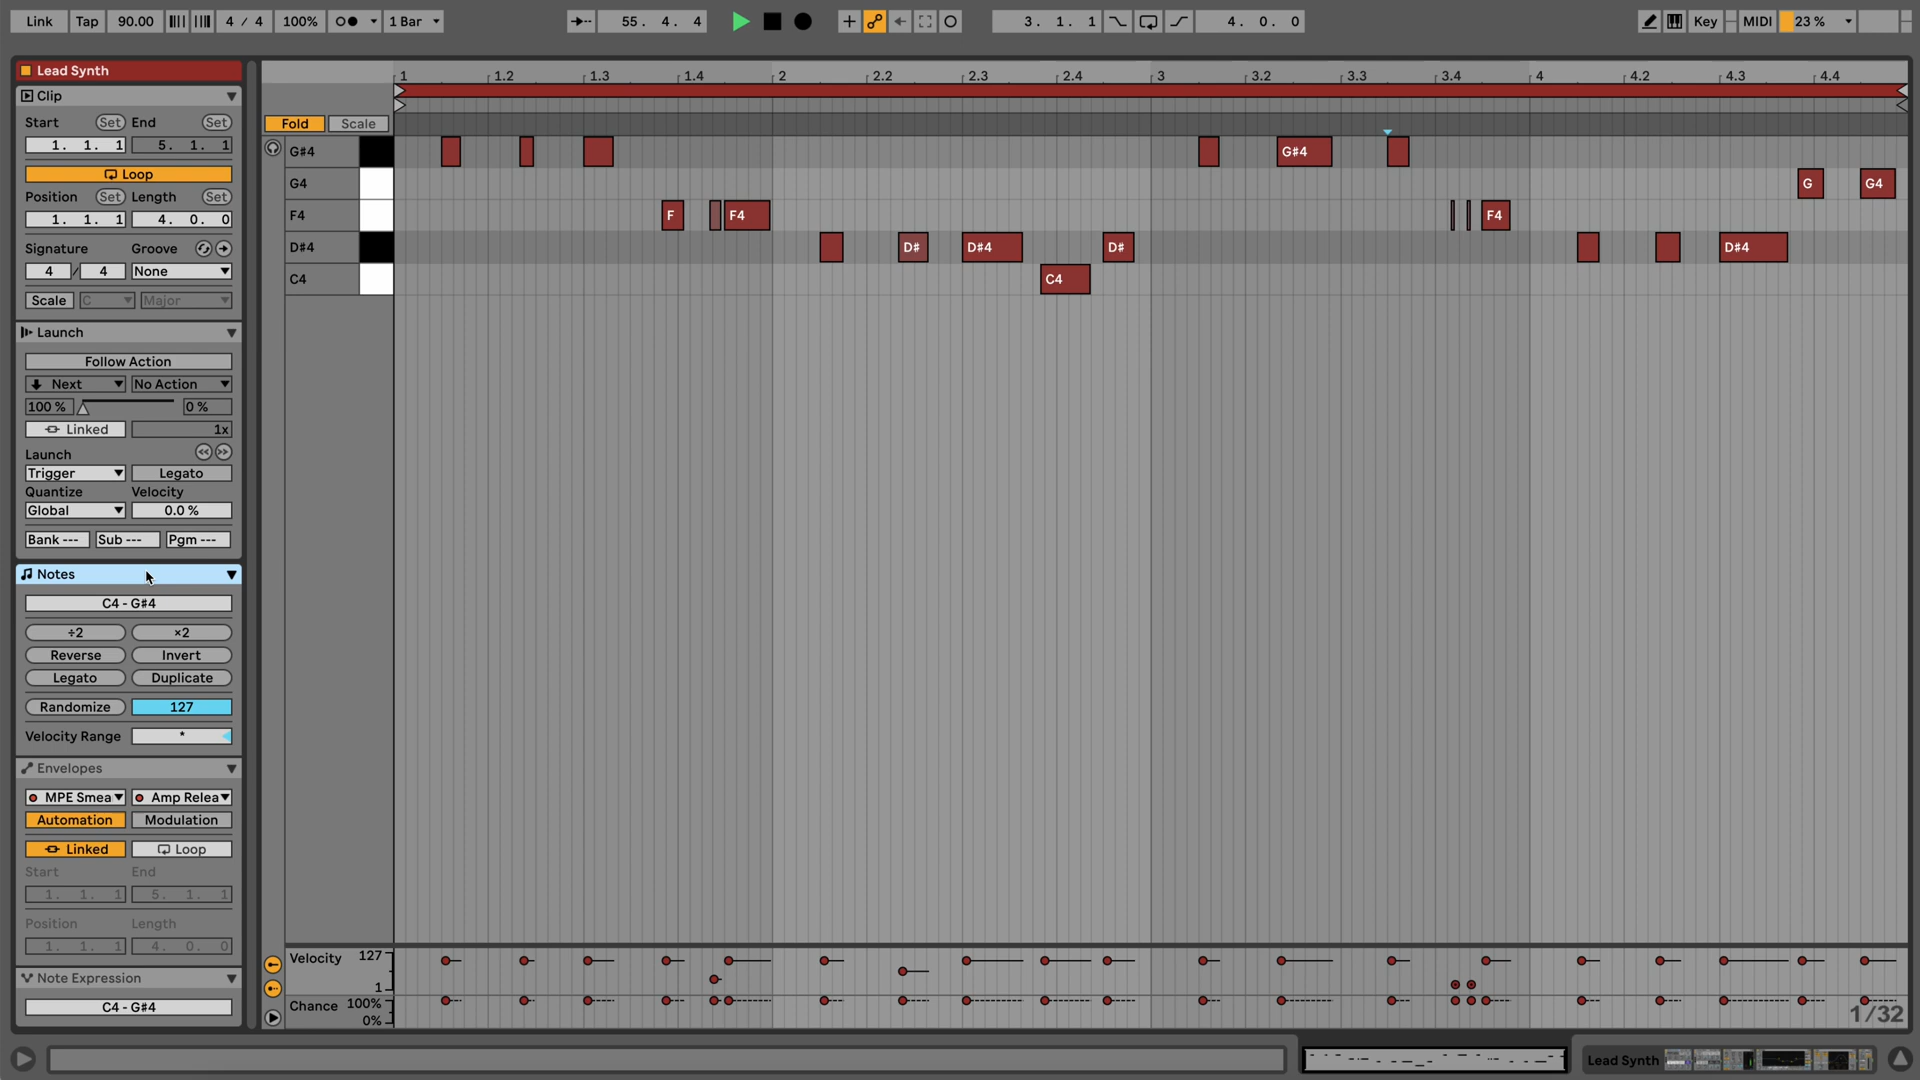 Link Tap 90.00 4 / 4 100% 1 Bar 55. 4. 4 3. 1. 1 4. 0. 0 Key MIDI 23 %
Lead Synth
Clip
Start Set End Set
1. 1. 1 5. 1. 1
Loop
Position Set Length Set
1. 1. 1 4. 0. 0
Signature Groove
4 / 4 None
Scale C Major
Launch
Follow Action
Next No Action
100 % 0 %
Linked 1x
Launch
Trigger Legato
Quantize Velocity
Global 0.0 %
Bank --- Sub --- Pgm ---
Notes
C4 - G#4
÷2 ×2
Reverse Invert
Legato Duplicate
Randomize 127
Velocity Range *
Envelopes
MPE Smea Amp Relea
Automation Modulation
Linked Loop
Start End
1. 1. 1 5. 1. 1
Position Length
1. 1. 1 4. 0. 0
Note Expression
C4 - G#4
1 1.2 1.3 1.4 2 2.2 2.3 2.4 3 3.2 3.3 3.4 4 4.2 4.3 4.4
Fold Scale
G#4 G#4
G4 G G4
F4 F F4 F4
D#4 D# D#4 D# D#4
C4 C4
Velocity 127
1
Chance 100%
0%
1/32
Lead Synth